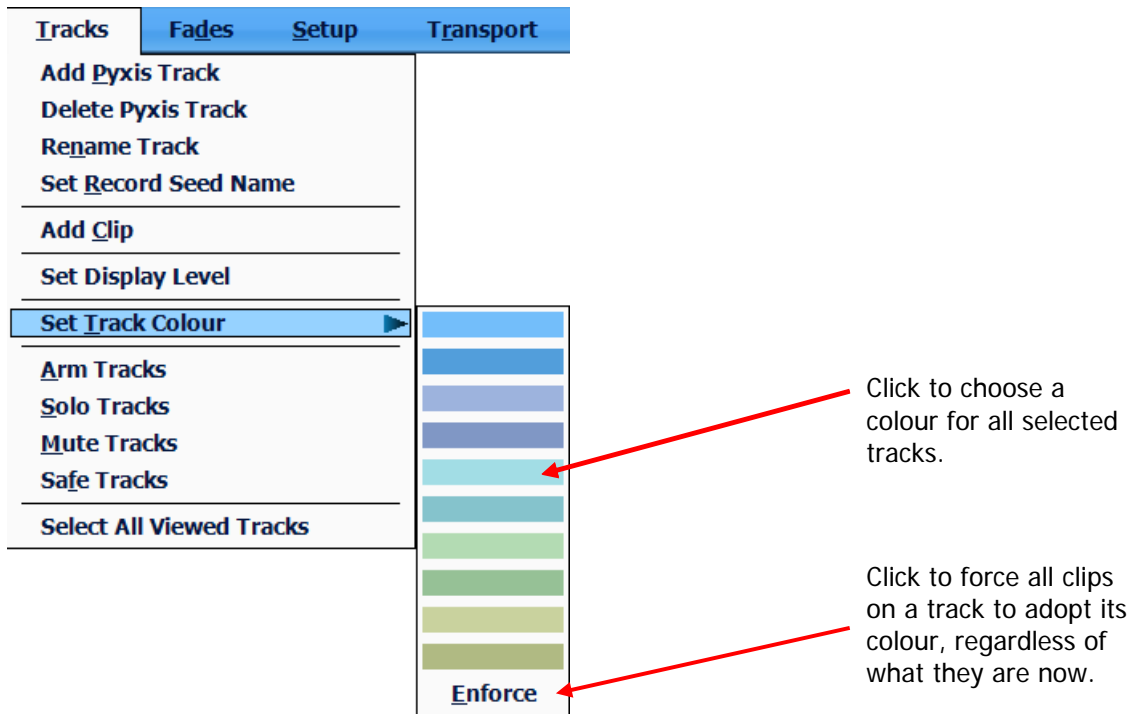 Tracks Fades Setup Transport
Add Pyxis Track
Delete Pyxis Track
Rename Track
Set Record Seed Name
Add Clip
Set Display Level
Set Track Colour
Arm Tracks
Solo Tracks
Mute Tracks
Safe Tracks
Select All Viewed Tracks
Click to choose a
colour for all selected
tracks.
Click to force all clips
on a track to adopt its
colour, regardless of
what they are now.
Enforce